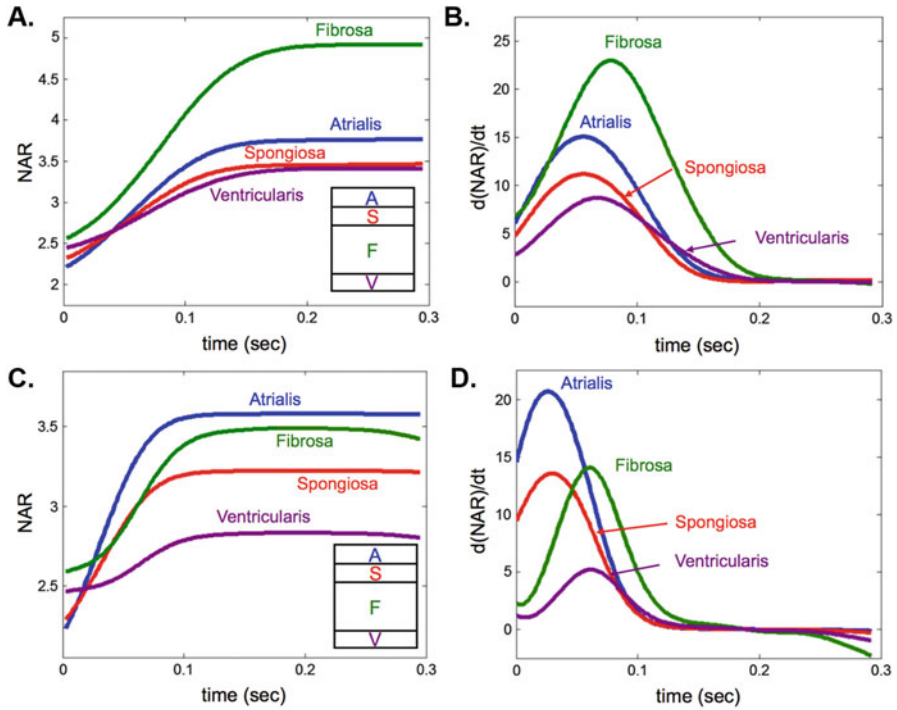 A.
NAR
5
4.5
4
3.5
3
2.5
2
Fibrosa
Atrialis
Spongiosa
Ventricularis
A
S
F
V
0 0.1 0.2 0.3
time (sec)
B.
d(NAR)/dt
25
20
15
10
5
0
Fibrosa
Atrialis
Spongiosa
Ventricularis
0 0.1 0.2 0.3
time (sec)
C.
NAR
3.5
3
2.5
Atrialis
Fibrosa
Spongiosa
Ventricularis
A
S
F
V
0 0.1 0.2 0.3
time (sec)
D.
d(NAR)/dt
20
15
10
5
0
Atrialis
Fibrosa
Spongiosa
Ventricularis
0 0.1 0.2 0.3
time (sec)